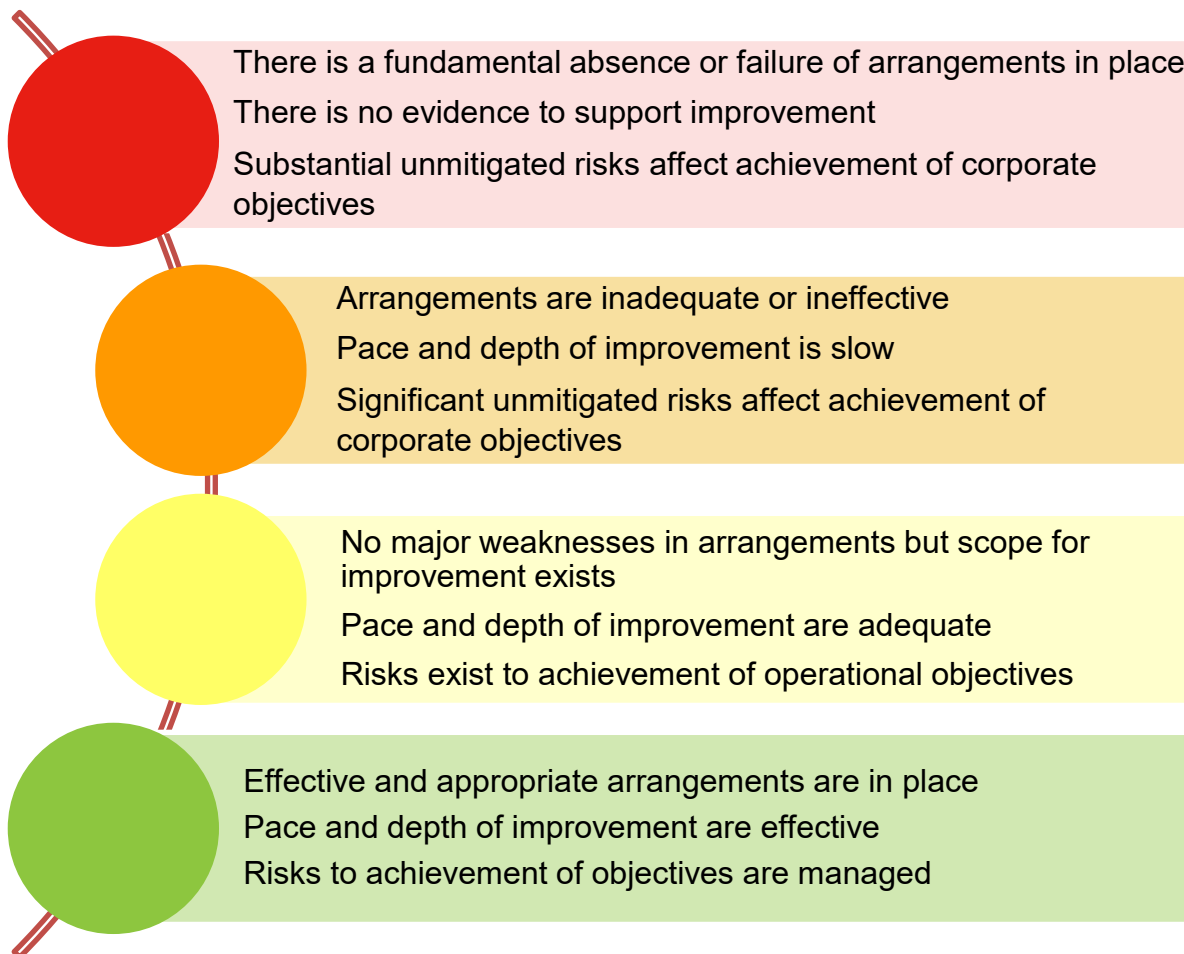 There is a fundamental absence or failure of arrangements in place
There is no evidence to support improvement
Substantial unmitigated risks affect achievement of corporate
objectives
Arrangements are inadequate or ineffective
Pace and depth of improvement is slow
Significant unmitigated risks affect achievement of
corporate objectives
No major weaknesses in arrangements but scope for
improvement exists
Pace and depth of improvement are adequate
Risks exist to achievement of operational objectives
Effective and appropriate arrangements are in place
Pace and depth of improvement are effective
Risks to achievement of objectives are managed